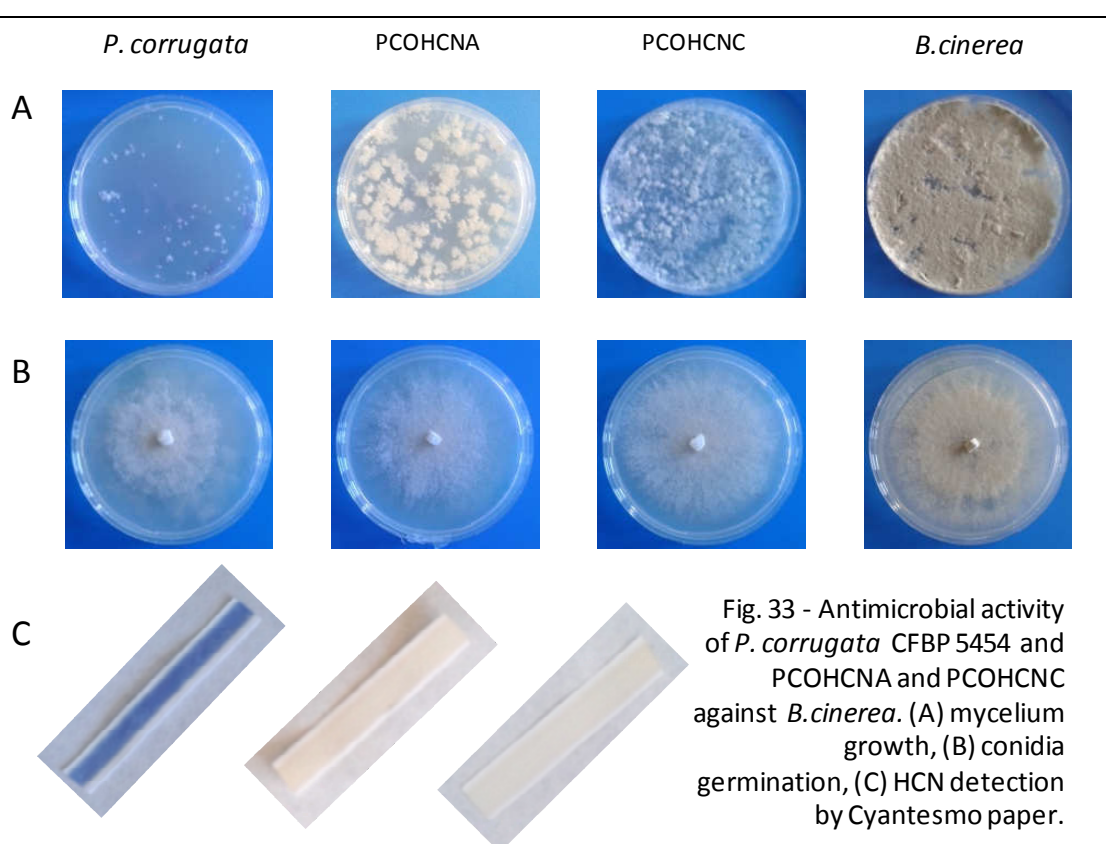 P. corrugata PCOHCNA PCOHCNC B.cinerea
A
B
C
Fig. 33 - Antimicrobial activity
of P. corrugata CFBP 5454 and
PCOHCNA and PCOHCNC
against B.cinerea. (A) mycelium
growth, (B) conidia
germination, (C) HCN detection
by Cyantesmo paper.